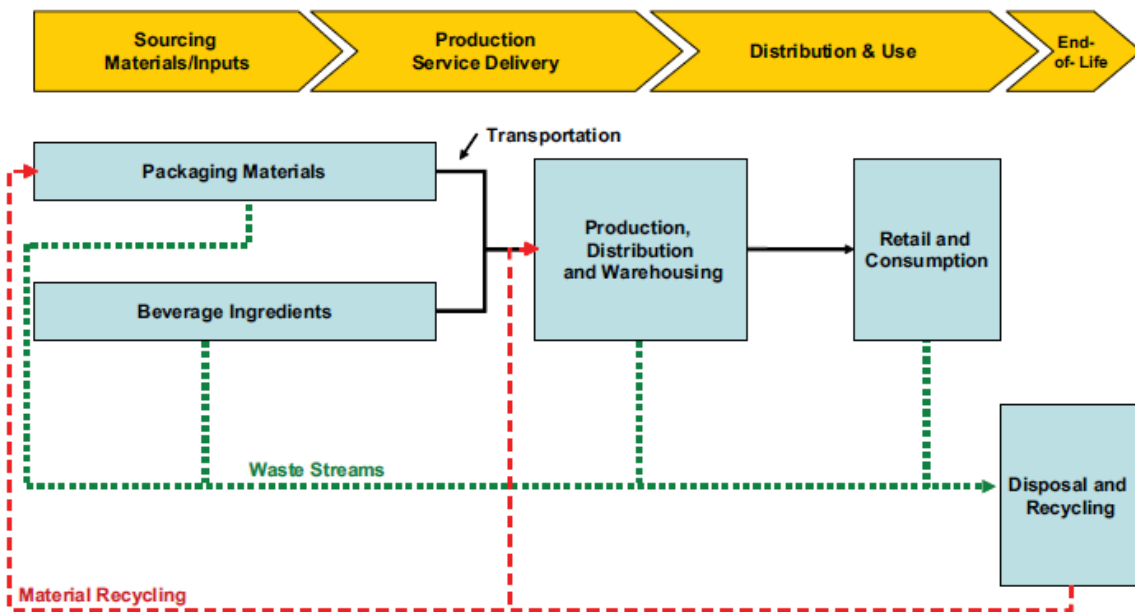 Sourcing
Materials/Inputs
Production
Service Delivery
Distribution & Use
End-
of- Life
Transportation
Packaging Materials
Production,
Distribution
and Warehousing
Retail and
Consumption
Beverage Ingredients
Waste Streams
Disposal and
Recycling
Material Recycling